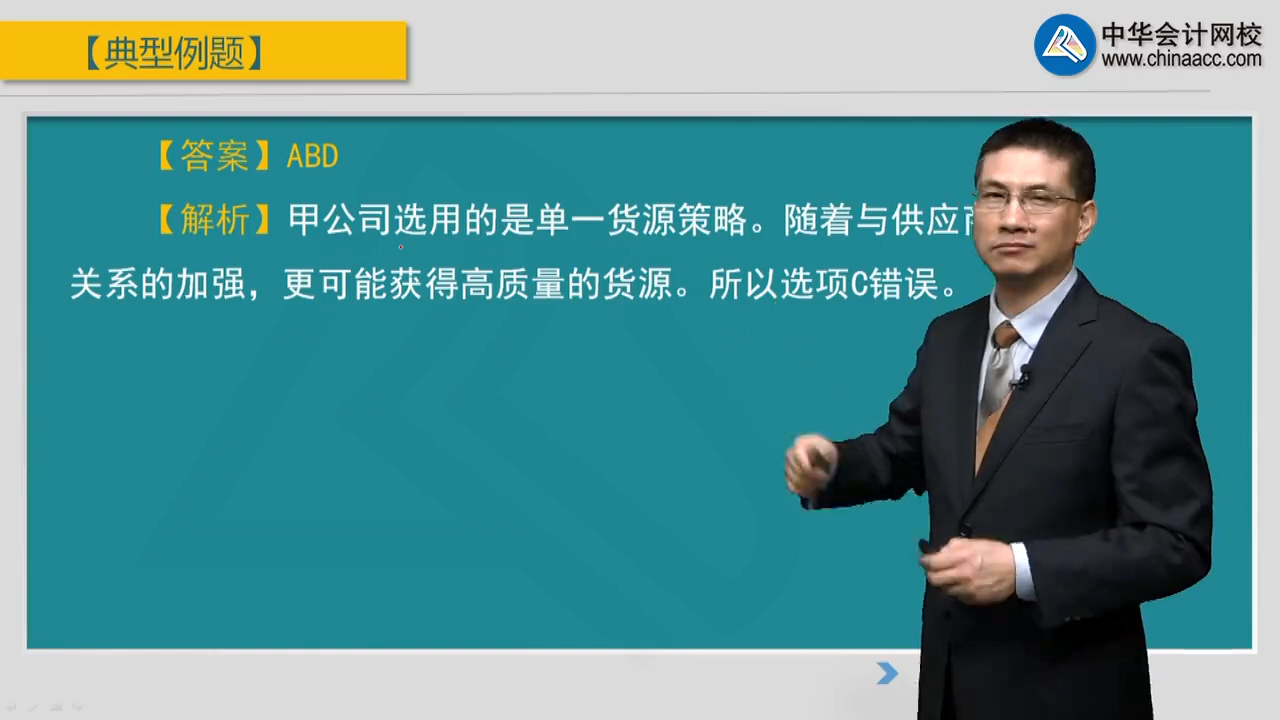 【典型例题】
中华会计网校
www.chinaacc.com
【答案】ABD
【解析】甲公司选用的是单一货源策略。随着与供应
关系的加强，更可能获得高质量的货源。所以选项C错误。